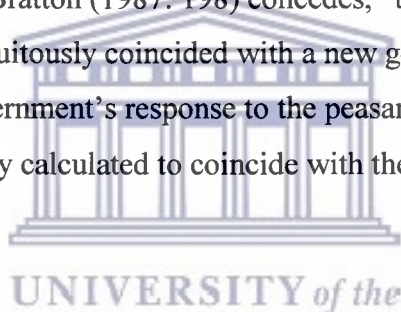 Bratton (1987: 198) concedes, "t
uitously coincided with a new g
ernment's response to the peasan
y calculated to coincide with the
UNIVERSITY of the